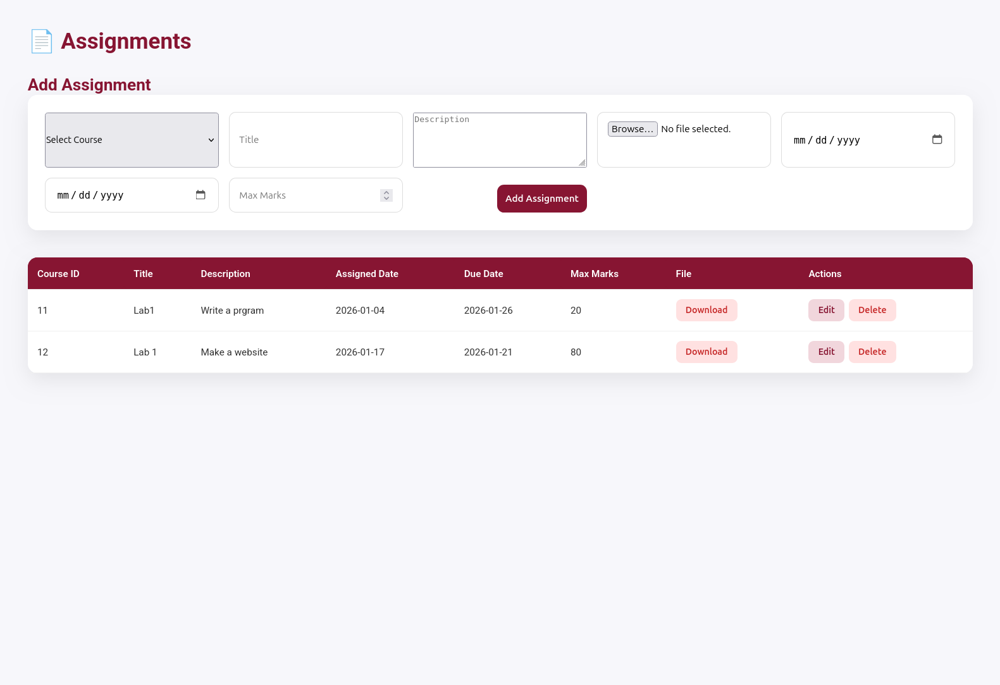 Assignments
Add Assignment
Select Course
Title
Description
Browse... No file selected.
mm / dd / yyyy
mm / dd / yyyy
Max Marks
Add Assignment
Course ID Title Description Assigned Date Due Date Max Marks File Actions
11 Lab1 Write a prgram 2026-01-04 2026-01-26 20 Download Edit Delete
12 Lab 1 Make a website 2026-01-17 2026-01-21 80 Download Edit Delete